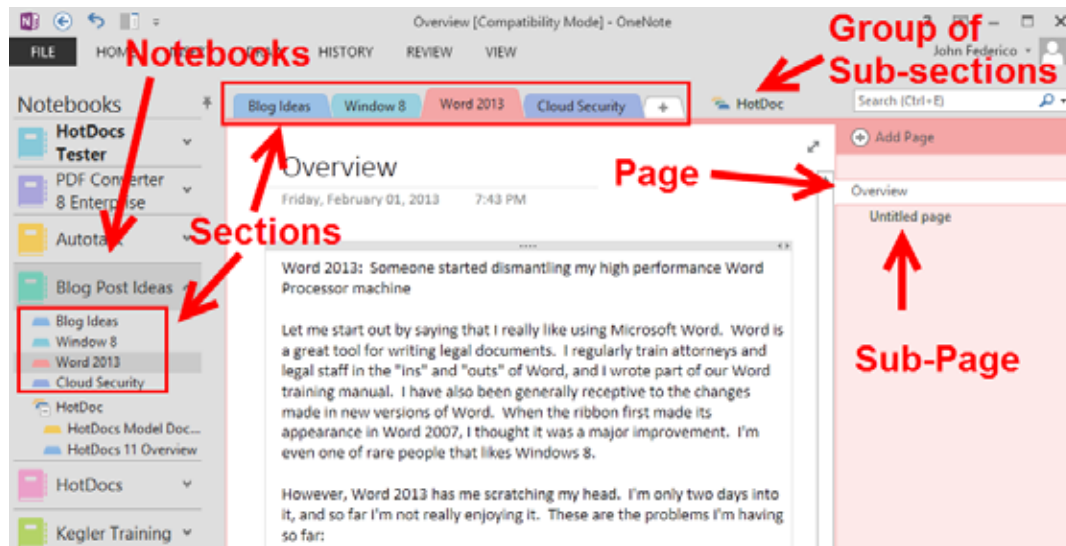 Overview [Compatibility Mode] - OneNote
FILE HOME HISTORY REVIEW VIEW
John Federico
Notebooks
Group of
Sub-sections
Notebooks
Blog Ideas Window 8 Word 2013 Cloud Security + HotDoc
Search (Ctrl+E)
HotDocs
Tester
PDF Converter
8 Enterprise
Blog Post Ideas
Blog Ideas
Window 8
Word 2013
Cloud Security
HotDoc
HotDocs Model Doc...
HotDocs 11 Overview
HotDocs
Kegler Training
Sections
Overview
Friday, February 01, 2013 7:43 PM
Word 2013: Someone started dismantling my high performance Word
Processor machine
Let me start out by saying that I really like using Microsoft Word. Word is
a great tool for writing legal documents. I regularly train attorneys and
legal staff in the "ins" and "outs" of Word, and I wrote part of our Word
training manual. I have also been generally receptive to the changes
made in new versions of Word. When the ribbon first made its
appearance in Word 2007, I thought it was a major improvement. I'm
even one of rare people that likes Windows 8.
However, Word 2013 has me scratching my head. I'm only two days into
it, and so far I'm not really enjoying it. These are the problems I'm having
so far:
Page
Add Page
Overview
Untitled page
Sub-Page